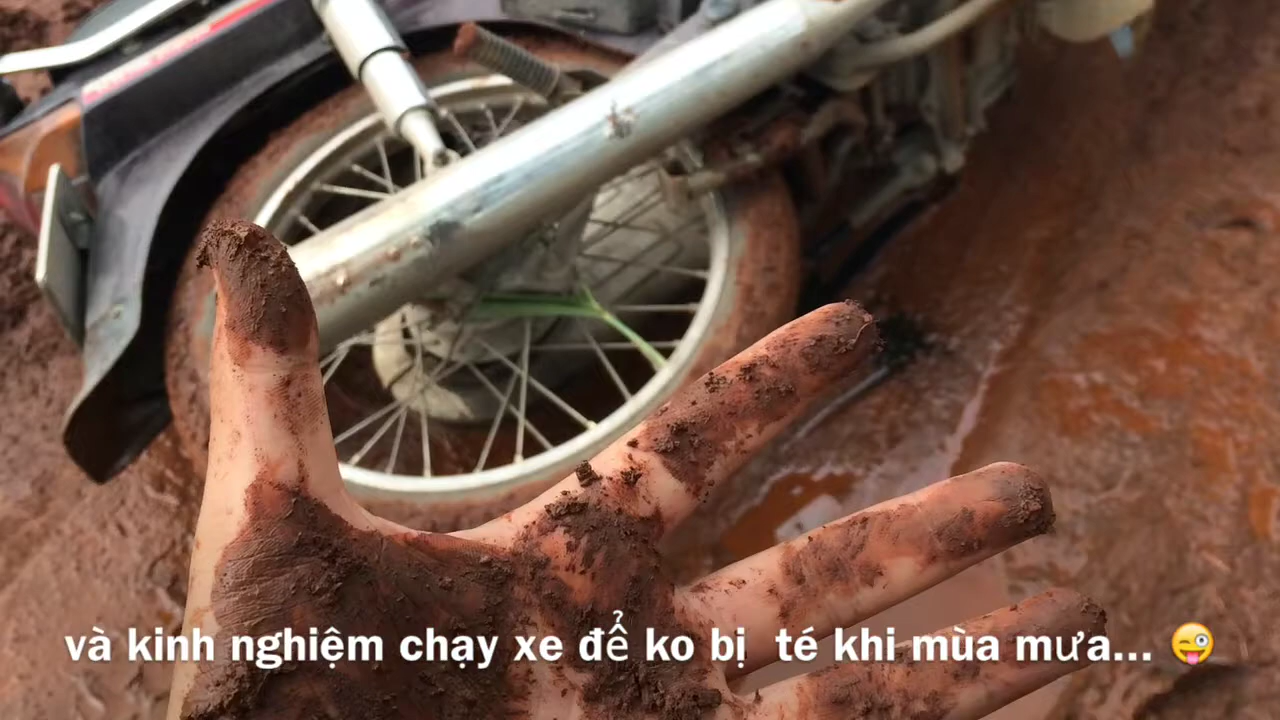 và kinh nghiệm chạy xe để ko bị té khi mùa mưa... 😜